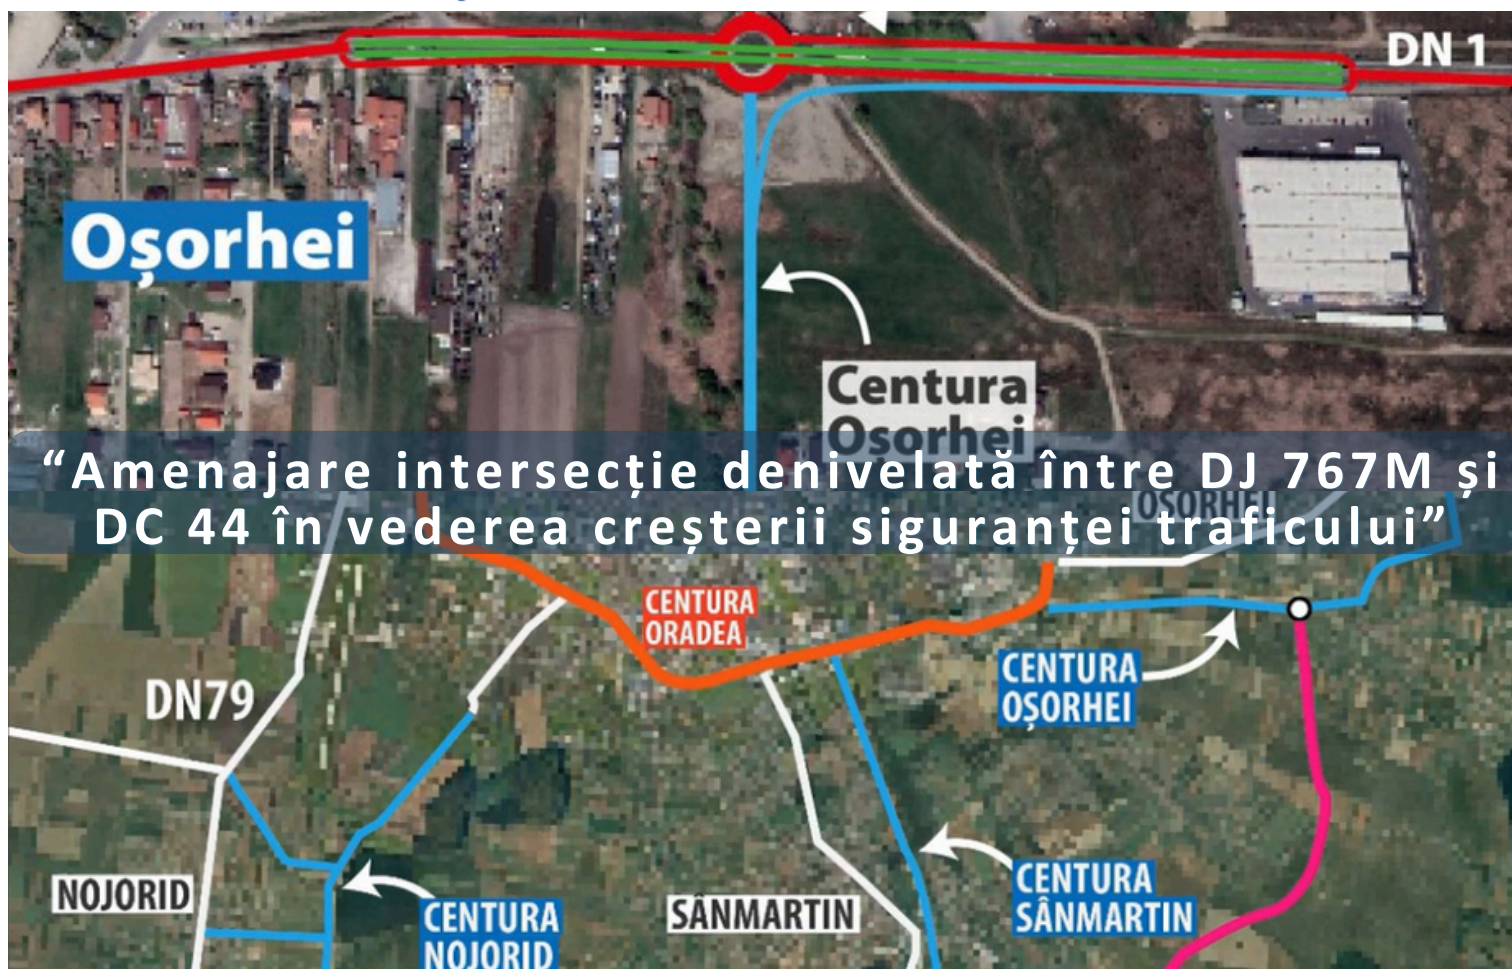 DN 1
Oșorhei
Centura
Oșorhei
“Amenajare intersecție denivelată între DJ 767M și
DC 44 în vederea creșterii siguranței traficului”
OȘORHEI
CENTURA
ORADEA
CENTURA
OȘORHEI
DN79
NOJORID
CENTURA
NOJORID
SÂNMARTIN
CENTURA
SÂNMARTIN